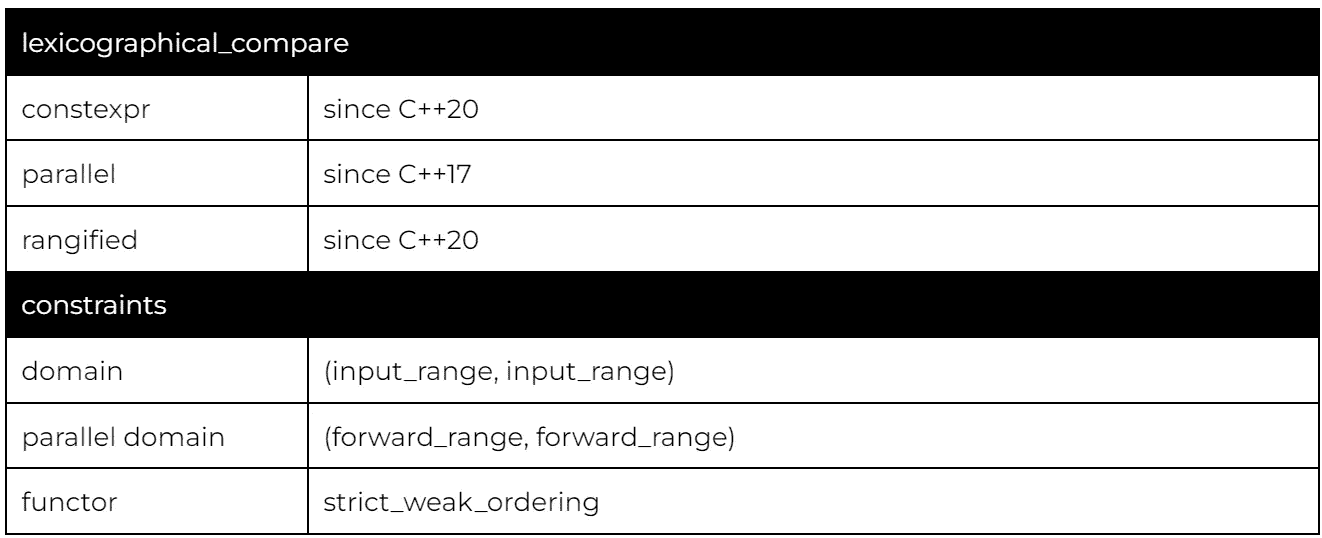 lexicographical_compare
constexpr since C++20
parallel since C++17
rangified since C++20
constraints
domain (input_range, input_range)
parallel domain (forward_range, forward_range)
functor strict_weak_ordering